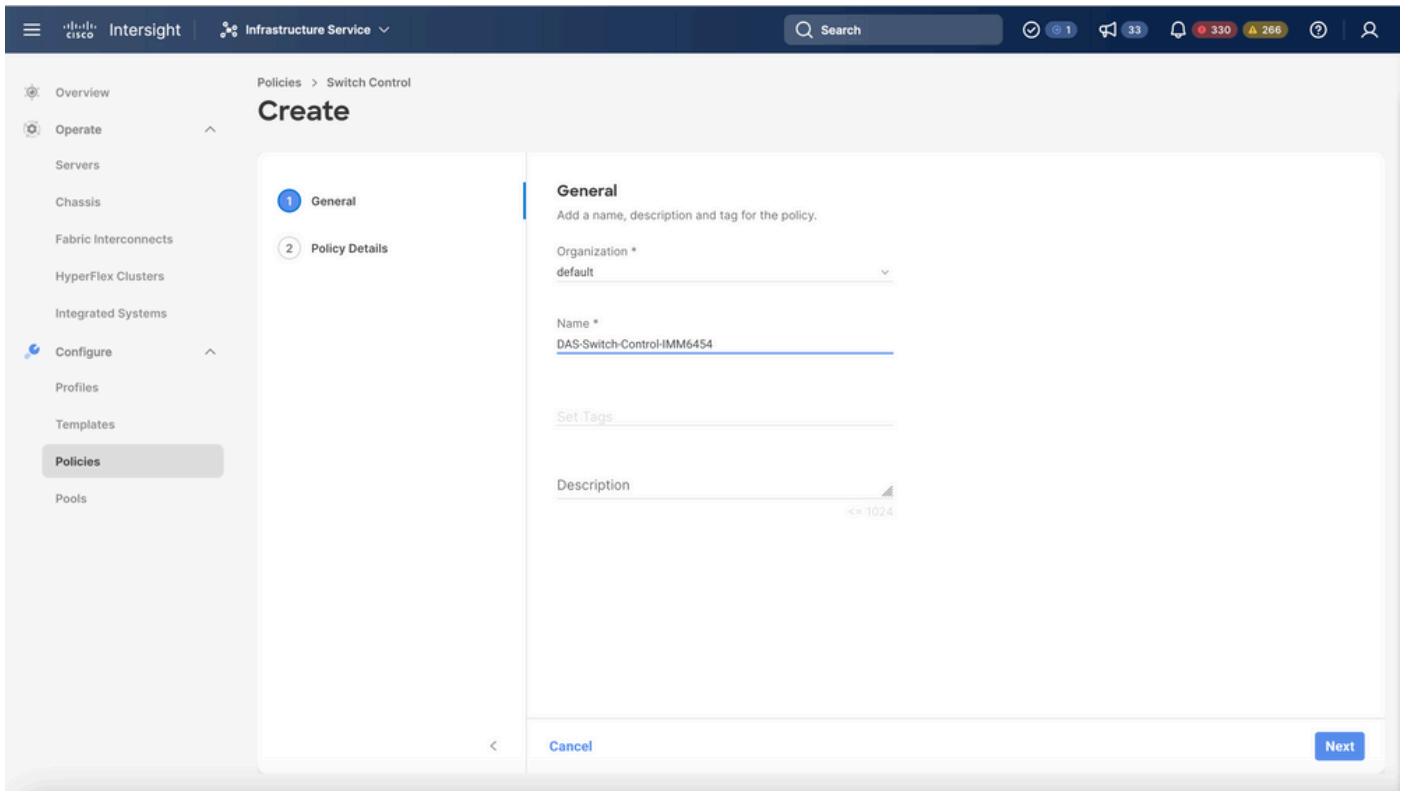 cisco Intersight Infrastructure Service Search 1 33 330 266
Overview
Operate
Servers
Chassis
Fabric Interconnects
HyperFlex Clusters
Integrated Systems
Configure
Profiles
Templates
Policies
Pools
Policies > Switch Control
Create
1 General
2 Policy Details
General
Add a name, description and tag for the policy.
Organization *
default
Name *
DAS-Switch-Control-IMM6454
Set Tags
Description
<= 1024
< Cancel Next